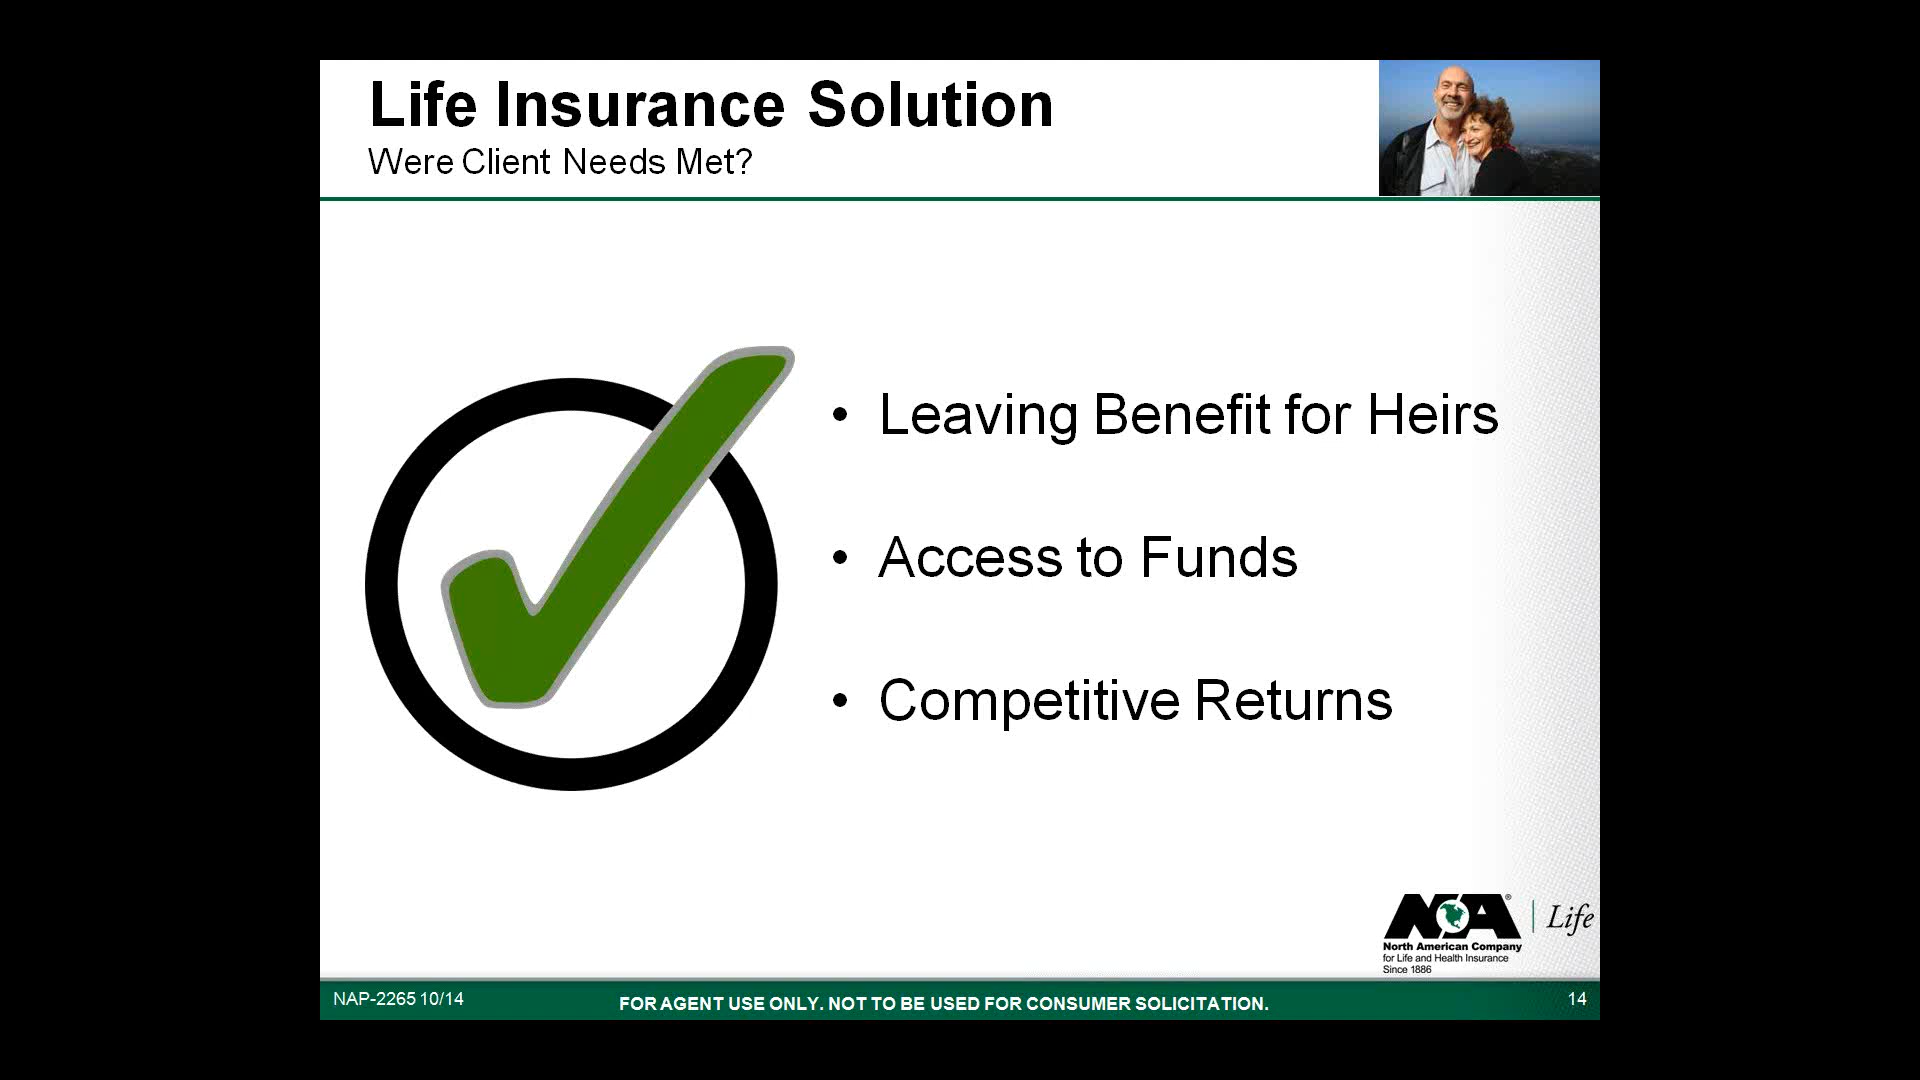 Life Insurance Solution
Were Client Needs Met?
• Leaving Benefit for Heirs
• Access to Funds
• Competitive Returns
NA® | Life
North American Company
for Life and Health Insurance
Since 1886
NAP-2265 10/14
FOR AGENT USE ONLY. NOT TO BE USED FOR CONSUMER SOLICITATION.
14